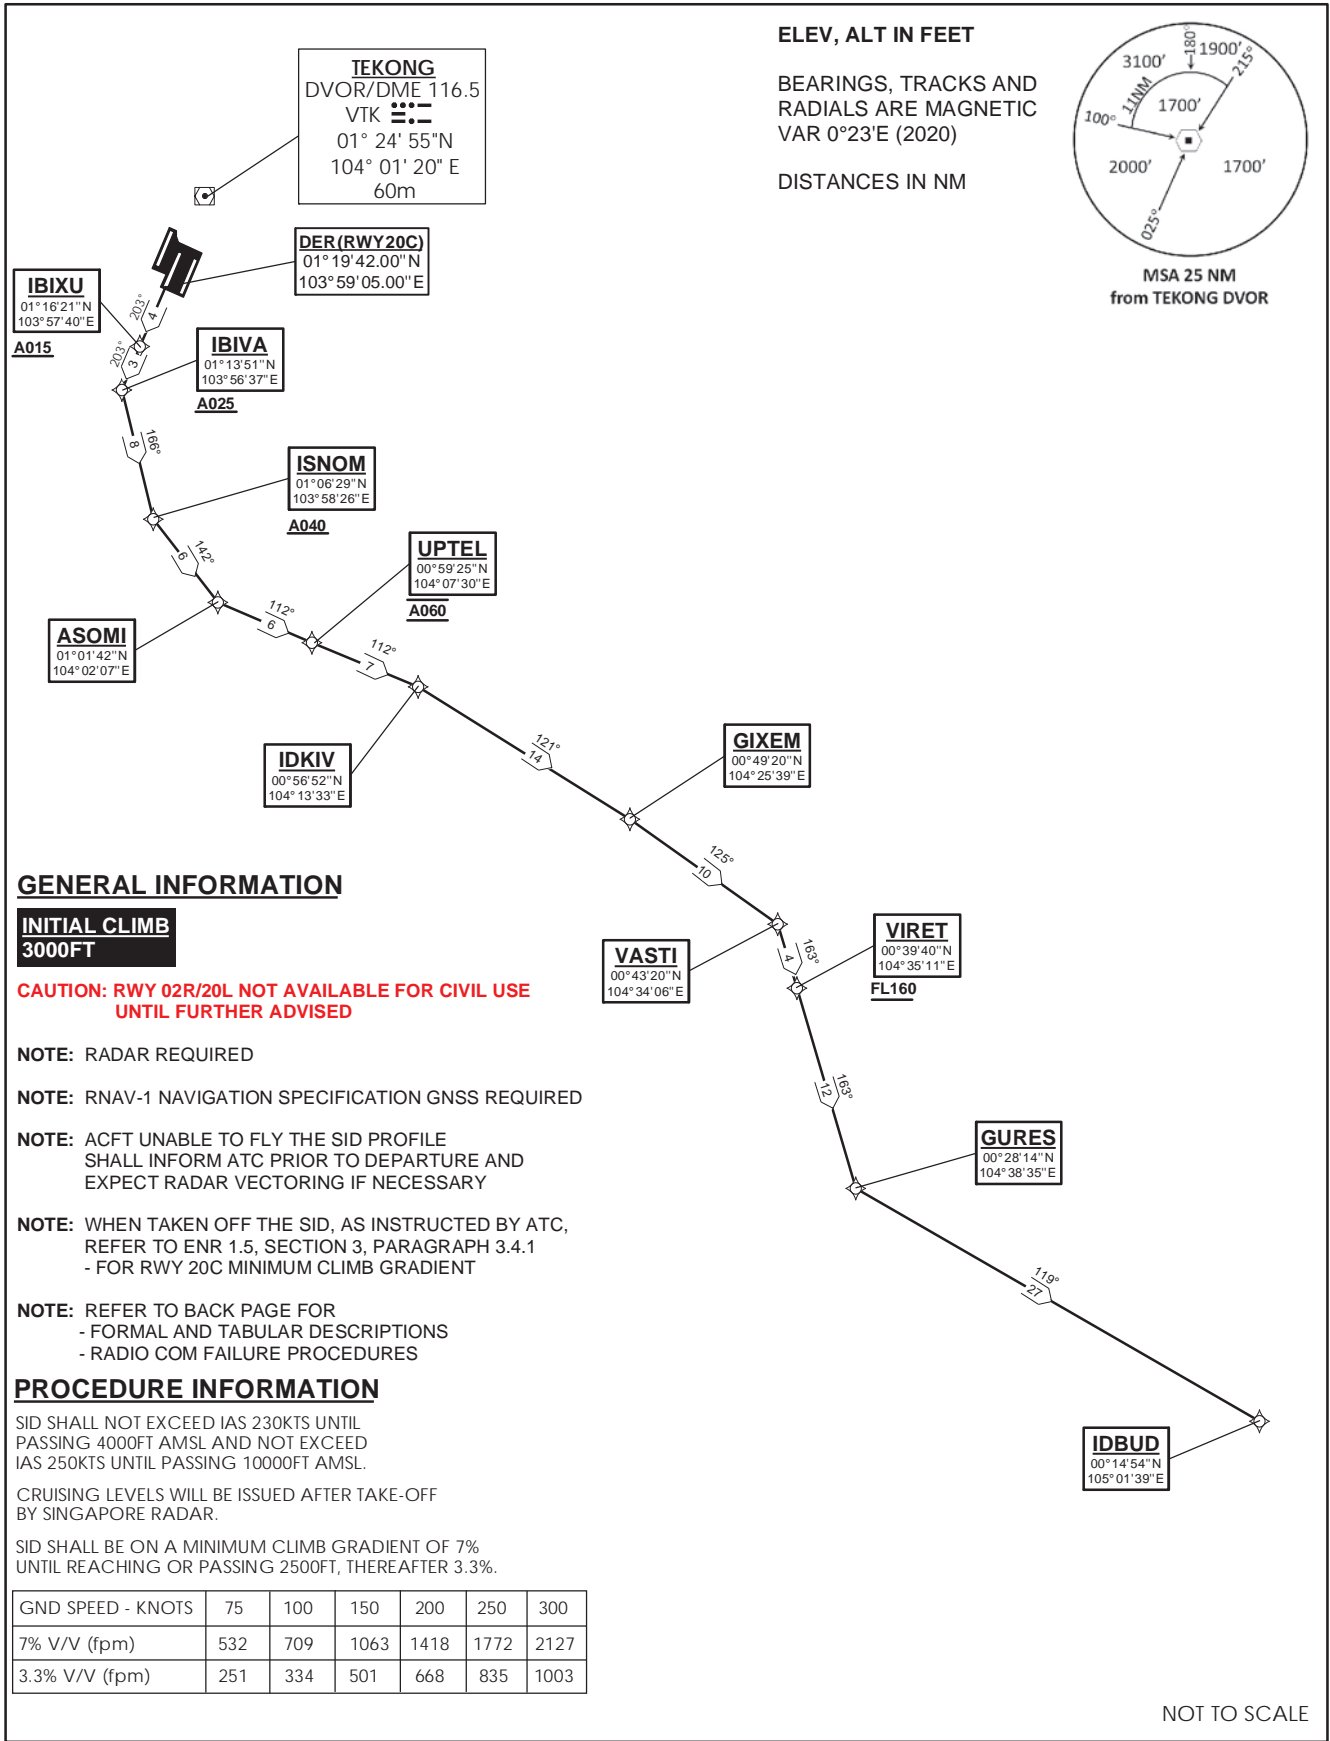 TEKONG
DVOR/DME 116.5
VTK
01° 24' 55"N
104° 01' 20" E
60m
ELEV, ALT IN FEET
BEARINGS, TRACKS AND
RADIALS ARE MAGNETIC
VAR 0°23'E (2020)
DISTANCES IN NM
3100'
180°
1900'
215°
11NM
1700'
100°
2000'
1700'
025°
MSA 25 NM
from TEKONG DVOR
DER(RWY20C)
01°19'42.00"N
103°59'05.00"E
IBIXU
01°16'21"N
103°57'40"E
A015
203°
4
203°
3
IBIVA
01°13'51"N
103°56'37"E
A025
166°
8
ISNOM
01°06'29"N
103°58'26"E
A040
142°
6
UPTEL
00°59'25"N
104°07'30"E
A060
ASOMI
01°01'42"N
104°02'07"E
112°
6
112°
7
IDKIV
00°56'52"N
104°13'33"E
121°
14
GIXEM
00°49'20"N
104°25'39"E
125°
10
VASTI
00°43'20"N
104°34'06"E
163°
4
VIRET
00°39'40"N
104°35'11"E
FL160
163°
12
GURES
00°28'14"N
104°38'35"E
119°
27
IDBUD
00°14'54"N
105°01'39"E
GENERAL INFORMATION
INITIAL CLIMB
3000FT
CAUTION: RWY 02R/20L NOT AVAILABLE FOR CIVIL USE
UNTIL FURTHER ADVISED
NOTE: RADAR REQUIRED
NOTE: RNAV-1 NAVIGATION SPECIFICATION GNSS REQUIRED
NOTE: ACFT UNABLE TO FLY THE SID PROFILE
SHALL INFORM ATC PRIOR TO DEPARTURE AND
EXPECT RADAR VECTORING IF NECESSARY
NOTE: WHEN TAKEN OFF THE SID, AS INSTRUCTED BY ATC,
REFER TO ENR 1.5, SECTION 3, PARAGRAPH 3.4.1
- FOR RWY 20C MINIMUM CLIMB GRADIENT
NOTE: REFER TO BACK PAGE FOR
- FORMAL AND TABULAR DESCRIPTIONS
- RADIO COM FAILURE PROCEDURES
PROCEDURE INFORMATION
SID SHALL NOT EXCEED IAS 230KTS UNTIL
PASSING 4000FT AMSL AND NOT EXCEED
IAS 250KTS UNTIL PASSING 10000FT AMSL.
CRUISING LEVELS WILL BE ISSUED AFTER TAKE-OFF
BY SINGAPORE RADAR.
SID SHALL BE ON A MINIMUM CLIMB GRADIENT OF 7%
UNTIL REACHING OR PASSING 2500FT, THEREAFTER 3.3%.
GND SPEED - KNOTS 75 100 150 200 250 300
7% V/V (fpm) 532 709 1063 1418 1772 2127
3.3% V/V (fpm) 251 334 501 668 835 1003
NOT TO SCALE